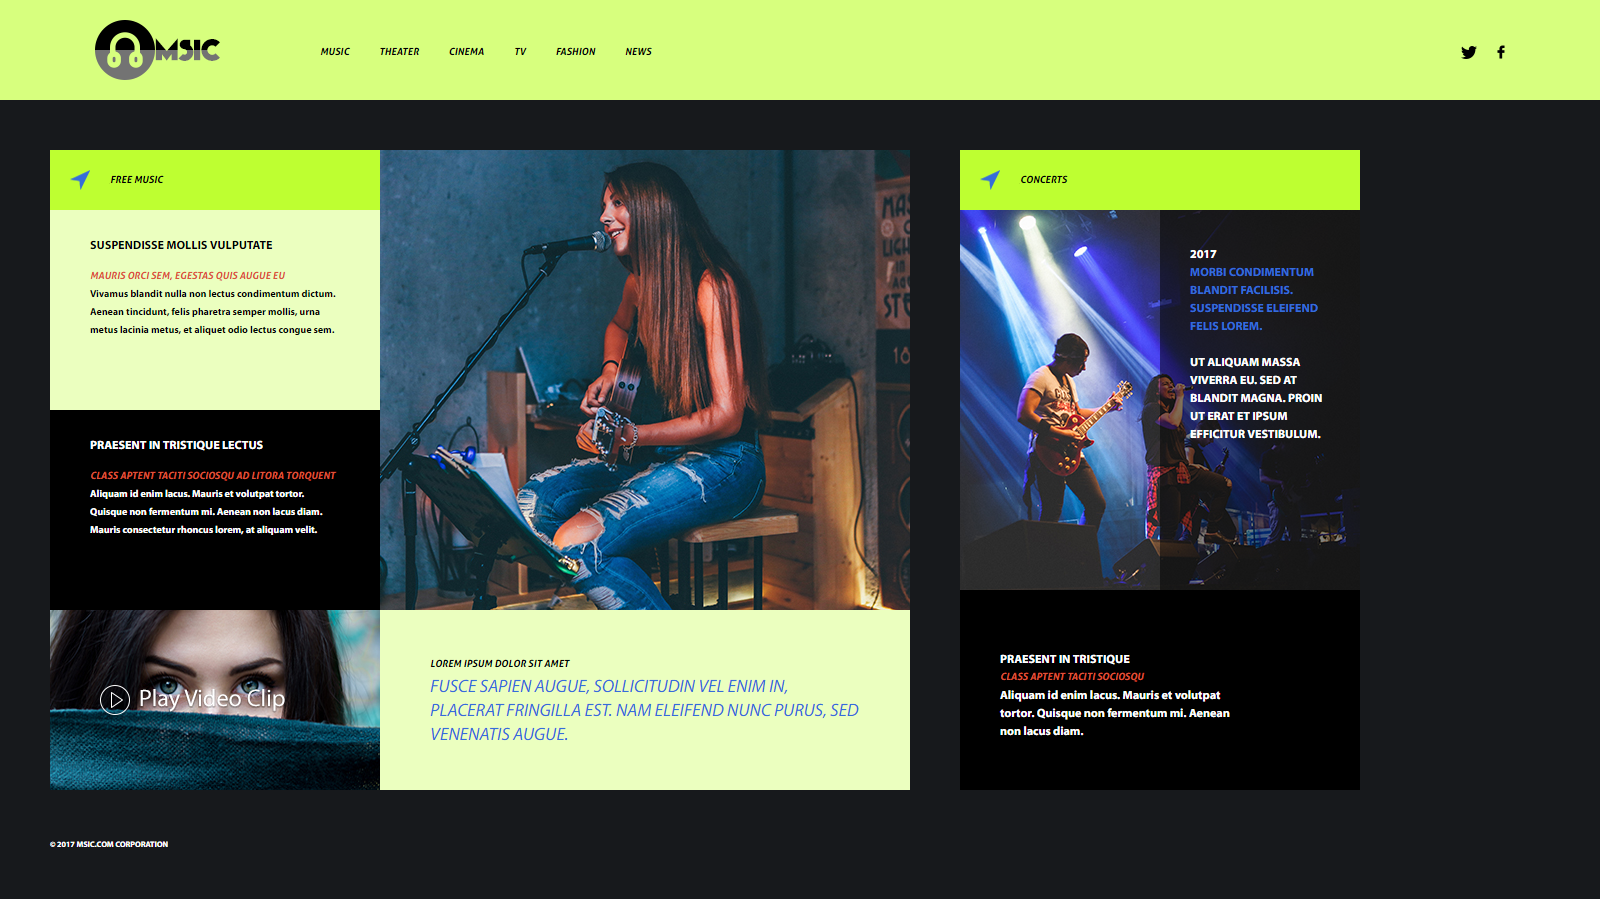 MSIC
MUSIC
THEATER
CINEMA
TV
FASHION
NEWS
FREE MUSIC
SUSPENDISSE MOLLIS VULPUTATE
MAURIS ORCI SEM, EGESTAS QUIS AUGUE EU
Vivamus blandit nulla non lectus condimentum dictum.
Aenean tincidunt, felis pharetra semper mollis, urna
metus lacinia metus, et aliquet odio lectus congue sem.
PRAESENT IN TRISTIQUE LECTUS
CLASS APTENT TACITI SOCIOSQU AD LITORA TORQUENT
Aliquam id enim lacus. Mauris et volutpat tortor.
Quisque non fermentum mi. Aenean non lacus diam.
Mauris consectetur rhoncus lorem, at aliquam velit.
Play Video Clip
LOREM IPSUM DOLOR SIT AMET
FUSCE SAPIEN AUGUE, SOLLICITUDIN VEL ENIM IN,
PLACERAT FRINGILLA EST. NAM ELEIFEND NUNC PURUS, SED
VENENATIS AUGUE.
CONCERTS
2017
MORBI CONDIMENTUM
BLANDIT FACILISIS.
SUSPENDISSE ELEIFEND
FELIS LOREM.
UT ALIQUAM MASSA
VIVERRA EU. SED AT
BLANDIT MAGNA. PROIN
UT ERAT ET IPSUM
EFFICITUR VESTIBULUM.
PRAESENT IN TRISTIQUE
CLASS APTENT TACITI SOCIOSQU
Aliquam id enim lacus. Mauris et volutpat
tortor. Quisque non fermentum mi. Aenean
non lacus diam.
© 2017 MSIC.COM CORPORATION